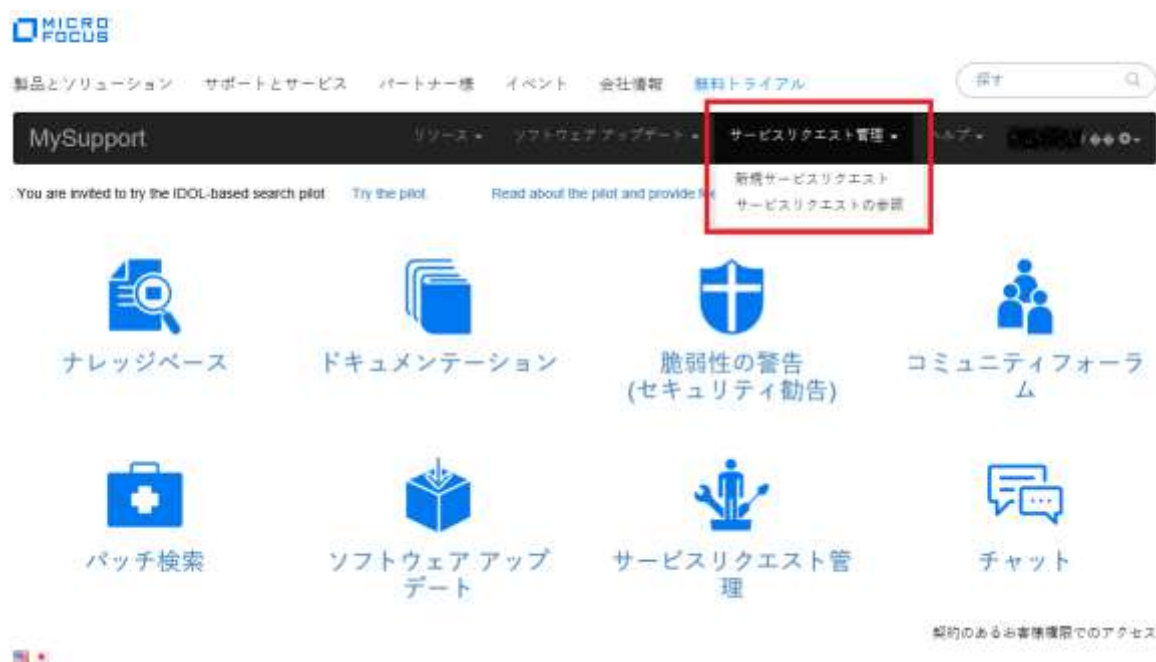 MICRO
FOCUS
製品とソリューション サポートとサービス パートナー様 イベント 会社情報 無料トライアル 探す
MySupport リソース ソフトウェア アップデート サービスリクエスト管理 ヘルプ
新規サービスリクエスト
サービスリクエストの参照
You are invited to try the IDOL-based search pilot Try the pilot. Read about the pilot and provide
ナレッジベース
ドキュメンテーション
脆弱性の警告
(セキュリティ勧告)
コミュニティフォーラ
ム
パッチ検索
ソフトウェア アップ
デート
サービスリクエスト管
理
チャット
契約のあるお客様権限でのアクセス